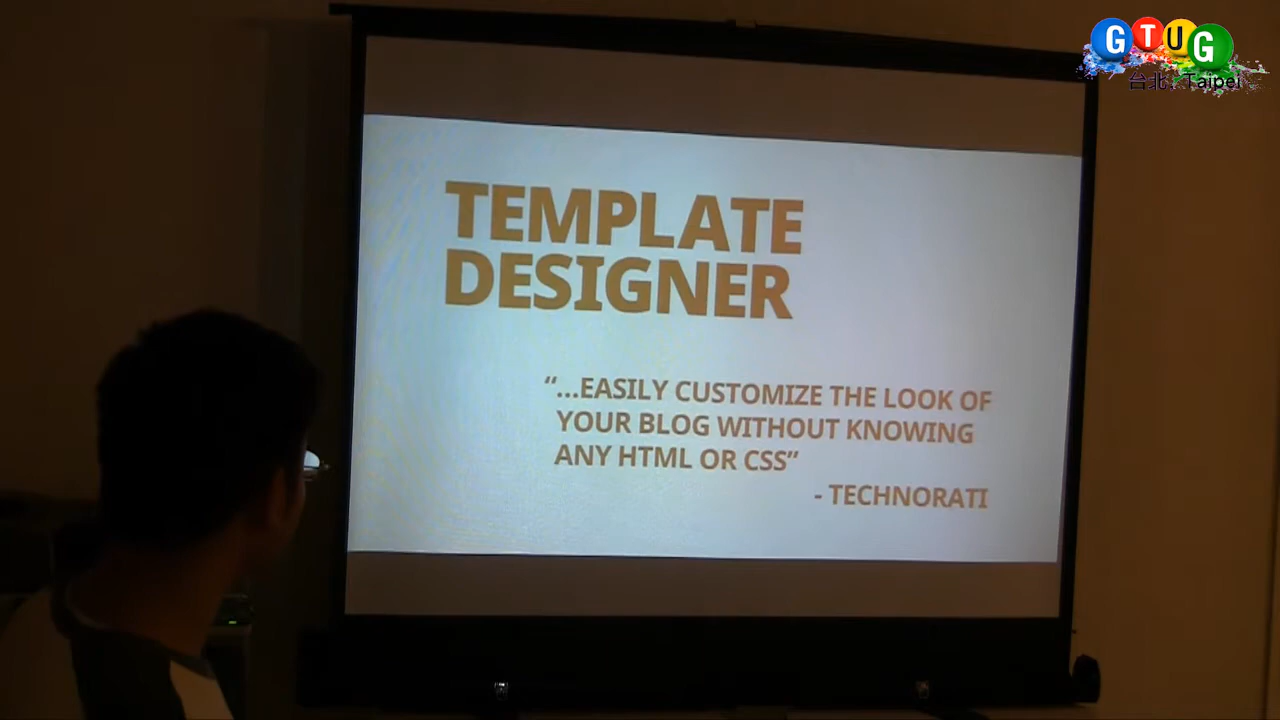 GTUG
台北 Taipei
TEMPLATE
DESIGNER
“...EASILY CUSTOMIZE THE LOOK OF
YOUR BLOG WITHOUT KNOWING
ANY HTML OR CSS”
- TECHNORATI